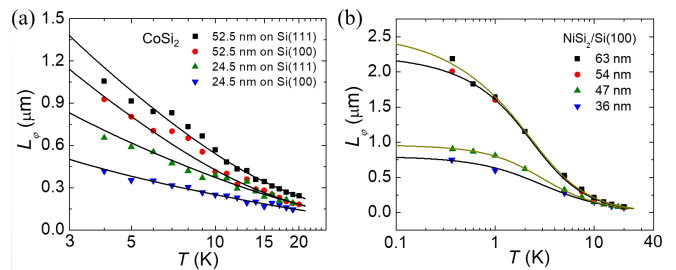 (a)
CoSi₂
52.5 nm on Si(111)
52.5 nm on Si(100)
24.5 nm on Si(111)
24.5 nm on Si(100)
1.5
1.2
0.9
0.6
0.3
0.0
Lφ (μm)
3 5 10 15 20 25
T (K)
(b)
NiSi₂/Si(100)
63 nm
54 nm
47 nm
36 nm
2.5
2.0
1.5
1.0
0.5
0.0
Lφ (μm)
0.1 1 10 40
T (K)